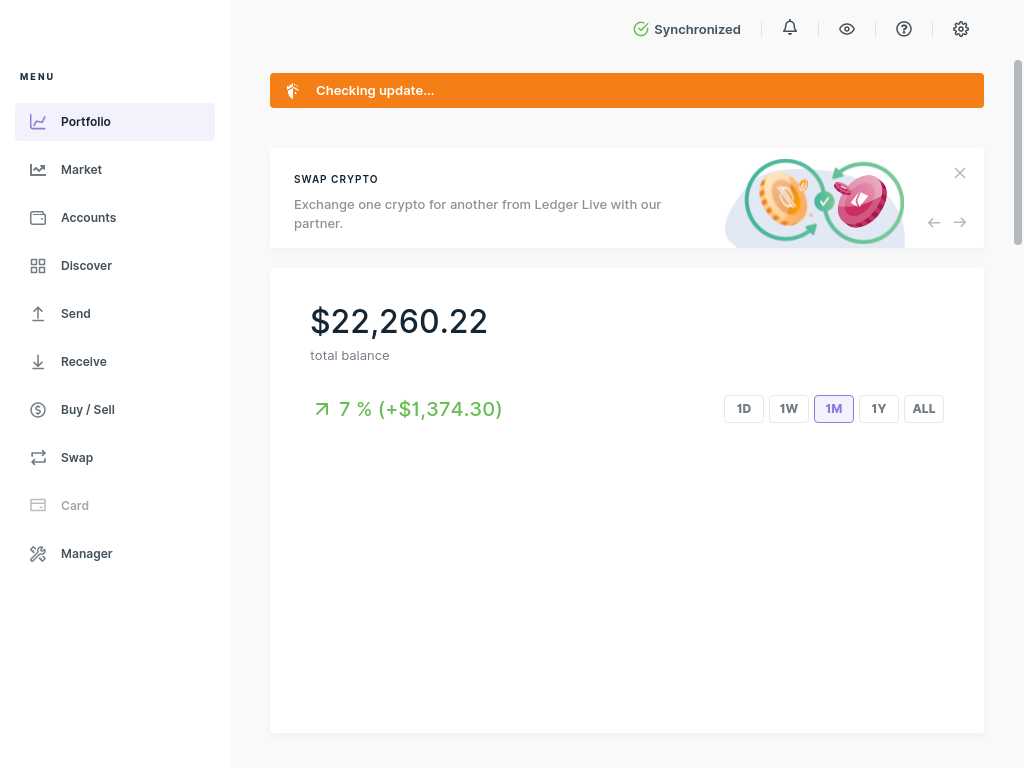 Synchronized
MENU
Checking update...
Portfolio
Market
Accounts
Discover
Send
Receive
Buy / Sell
Swap
Card
Manager
SWAP CRYPTO
Exchange one crypto for another from Ledger Live with our
partner.
$22,260.22
total balance
7 % (+$1,374.30)
1D 1W 1M 1Y ALL